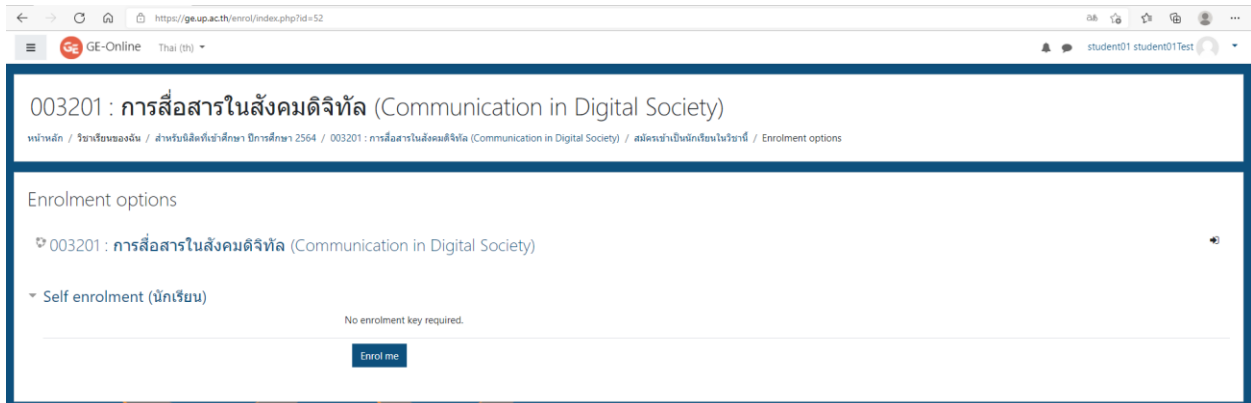 https://ge.up.ac.th/enrol/index.php?id=52
GE GE-Online Thai (th) student01 student01Test
003201 : การสื่อสารในสังคมดิจิทัล (Communication in Digital Society)
หน้าหลัก / วิชาเรียนของฉัน / สำหรับนิสิตที่เข้าศึกษา ปีการศึกษา 2564 / 003201 : การสื่อสารในสังคมดิจิทัล (Communication in Digital Society) / สมัครเข้าเป็นนักเรียนในวิชานี้ / Enrolment options
Enrolment options
003201 : การสื่อสารในสังคมดิจิทัล (Communication in Digital Society)
Self enrolment (นักเรียน)
No enrolment key required.
Enrol me